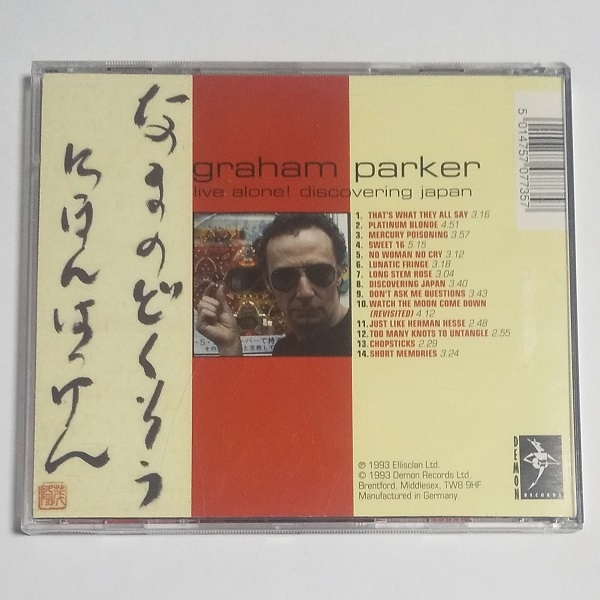 なまのどくそう
にほんはっけん
graham parker
live alone! discovering japan
1. THAT'S WHAT THEY ALL SAY 3.16
2. PLATINUM BLONDE 4.51
3. MERCURY POISONING 3.57
4. SWEET 16 5.15
5. NO WOMAN NO CRY 3.12
6. LUNATIC FRINGE 3.18
7. LONG STEM ROSE 3.04
8. DISCOVERING JAPAN 3.40
9. DON'T ASK ME QUESTIONS 3.43
10. WATCH THE MOON COME DOWN
(REVISITED) 4.12
11. JUST LIKE HERMAN HESSE 2.48
12. TOO MANY KNOTS TO UNTANGLE 2.55
13. CHOPSTICKS 2.29
14. SHORT MEMORIES 3.24
℗ 1993 Ellisclan Ltd.
© 1993 Demon Records Ltd.
Brentford. Middlesex. TW8 9HF.
Manufactured in Germany.
DEMON
RECORDS
5 014757 077357